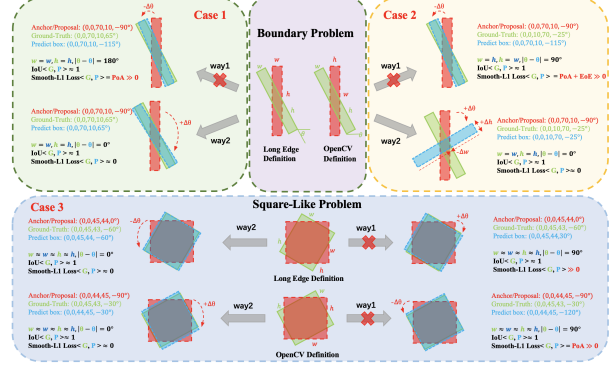 Case 1
-Δθ
Anchor/Proposal: (0,0,70,10, −90°)
Ground-Truth: (0,0,70,10,65°)
Predict box: (0,0,70,10, −115°)
w = w, h = h, |θ − θ| = 180°
IoU< G, P >≈ 1
Smooth-L1 Loss< G, P >= PoA ≫ 0
way1
+Δθ
Anchor/Proposal: (0,0,70,10, −90°)
Ground-Truth: (0,0,70,10,65°)
Predict box: (0,0,70,10,65°)
w = w, h = h, |θ − θ| = 0°
IoU< G, P >≈ 1
Smooth-L1 Loss< G, P >≈ 0
way2
Boundary Problem
w
h
h
w
θ
w
h
h
w
θ
Long Edge
Definition
OpenCV
Definition
Case 2
way1
-Δθ
Anchor/Proposal: (0,0,70,10, −90°)
Ground-Truth: (0,0,10,70, −25°)
Predict box: (0,0,70,10, −115°)
w = h, h = w, |θ − θ| = 90°
IoU< G, P >≈ 1
Smooth-L1 Loss< G, P >= PoA + EoE ≫ 0
way2
+Δθ
+Δh
-Δw
Anchor/Proposal: (0,0,70,10, −90°)
Ground-Truth: (0,0,10,70, −25°)
Predict box: (0,0,10,70, −25°)
w = w, h = h, |θ − θ| = 0°
IoU< G, P >≈ 1
Smooth-L1 Loss< G, P >≈ 0
Case 3
Square-Like Problem
Anchor/Proposal: (0,0,45,44,0°)
Ground-Truth: (0,0,45,43, −60°)
Predict box: (0,0,45,44, −60°)
w ≈ w ≈ h ≈ h, |θ − θ| = 0°
IoU< G, P >≈ 1
Smooth-L1 Loss< G, P >≈ 0
-Δθ
way2
w
h
h
w
Long Edge Definition
way1
+Δθ
Anchor/Proposal: (0,0,45,44,0°)
Ground-Truth: (0,0,45,43, −60°)
Predict box: (0,0,45,44,30°)
w ≈ w ≈ h ≈ h, |θ − θ| = 90°
IoU< G, P >≈ 1
Smooth-L1 Loss< G, P > ≫ 0
Anchor/Proposal: (0,0,44,45, −90°)
Ground-Truth: (0,0,45,43, −30°)
Predict box: (0,0,44,45, −30°)
w ≈ w ≈ h ≈ h, |θ − θ| = 0°
IoU< G, P >≈ 1
Smooth-L1 Loss< G, P >≈ 0
+Δθ
way2
w
h
h
w
OpenCV Definition
way1
-Δθ
Anchor/Proposal: (0,0,44,45, −90°)
Ground-Truth: (0,0,45,43, −30°)
Predict box: (0,0,44,45, −120°)
w ≈ w ≈ h ≈ h, |θ − θ| = 90°
IoU< G, P >≈ 1
Smooth-L1 Loss< G, P >= PoA ≫ 0